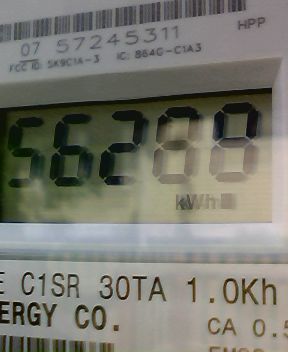 HPP
07 57245311
FCC ID: SK9C1A-3 IC: 864G-C1A3
kWh
E C1SR 30TA 1.0Kh
ERGY CO.
CA 0.5